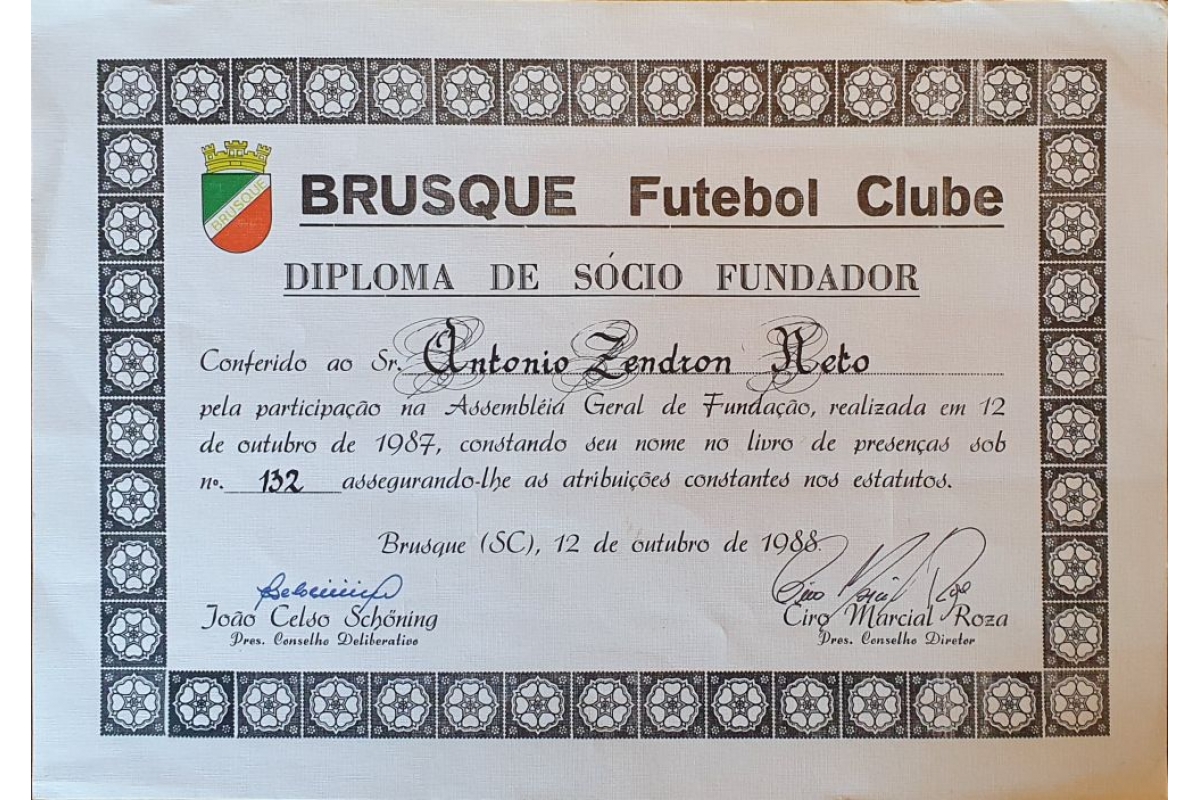 BRUSQUE
BRUSQUE Futebol Clube
DIPLOMA DE SÓCIO FUNDADOR
Conferido ao Sr. Antonio Zendron Neto
pela participação na Assembléia Geral de Fundação, realizada em 12
de outubro de 1987, constando seu nome no livro de presenças sob
nº. 132 assegurando-lhe as atribuições constantes nos estatutos.
Brusque (SC), 12 de outubro de 1988.
João Celso Schöning
Pres. Conselho Deliberativo
Ciro Marcial Roza
Pres. Conselho Diretor